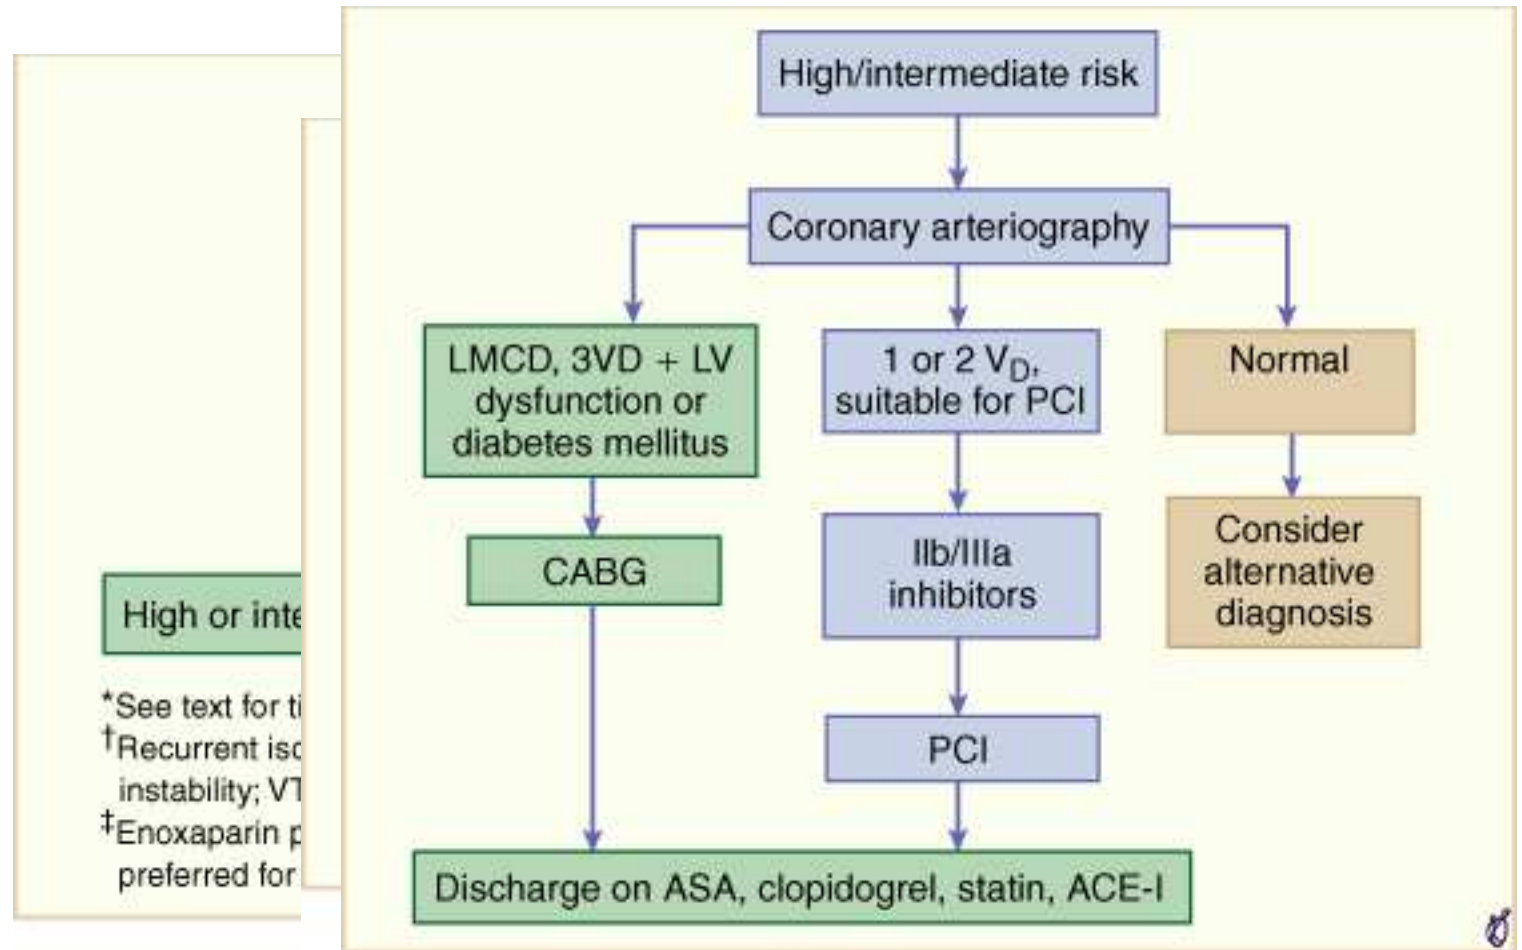 High/intermediate risk
Coronary arteriography
LMCD, 3VD + LV
dysfunction or
diabetes mellitus
1 or 2 VD,
suitable for PCI
Normal
CABG
IIb/IIIa
inhibitors
Consider
alternative
diagnosis
PCI
Discharge on ASA, clopidogrel, statin, ACE-I
High or inte
*See text for ti
†Recurrent isc
instability; VT
‡Enoxaparin p
preferred for